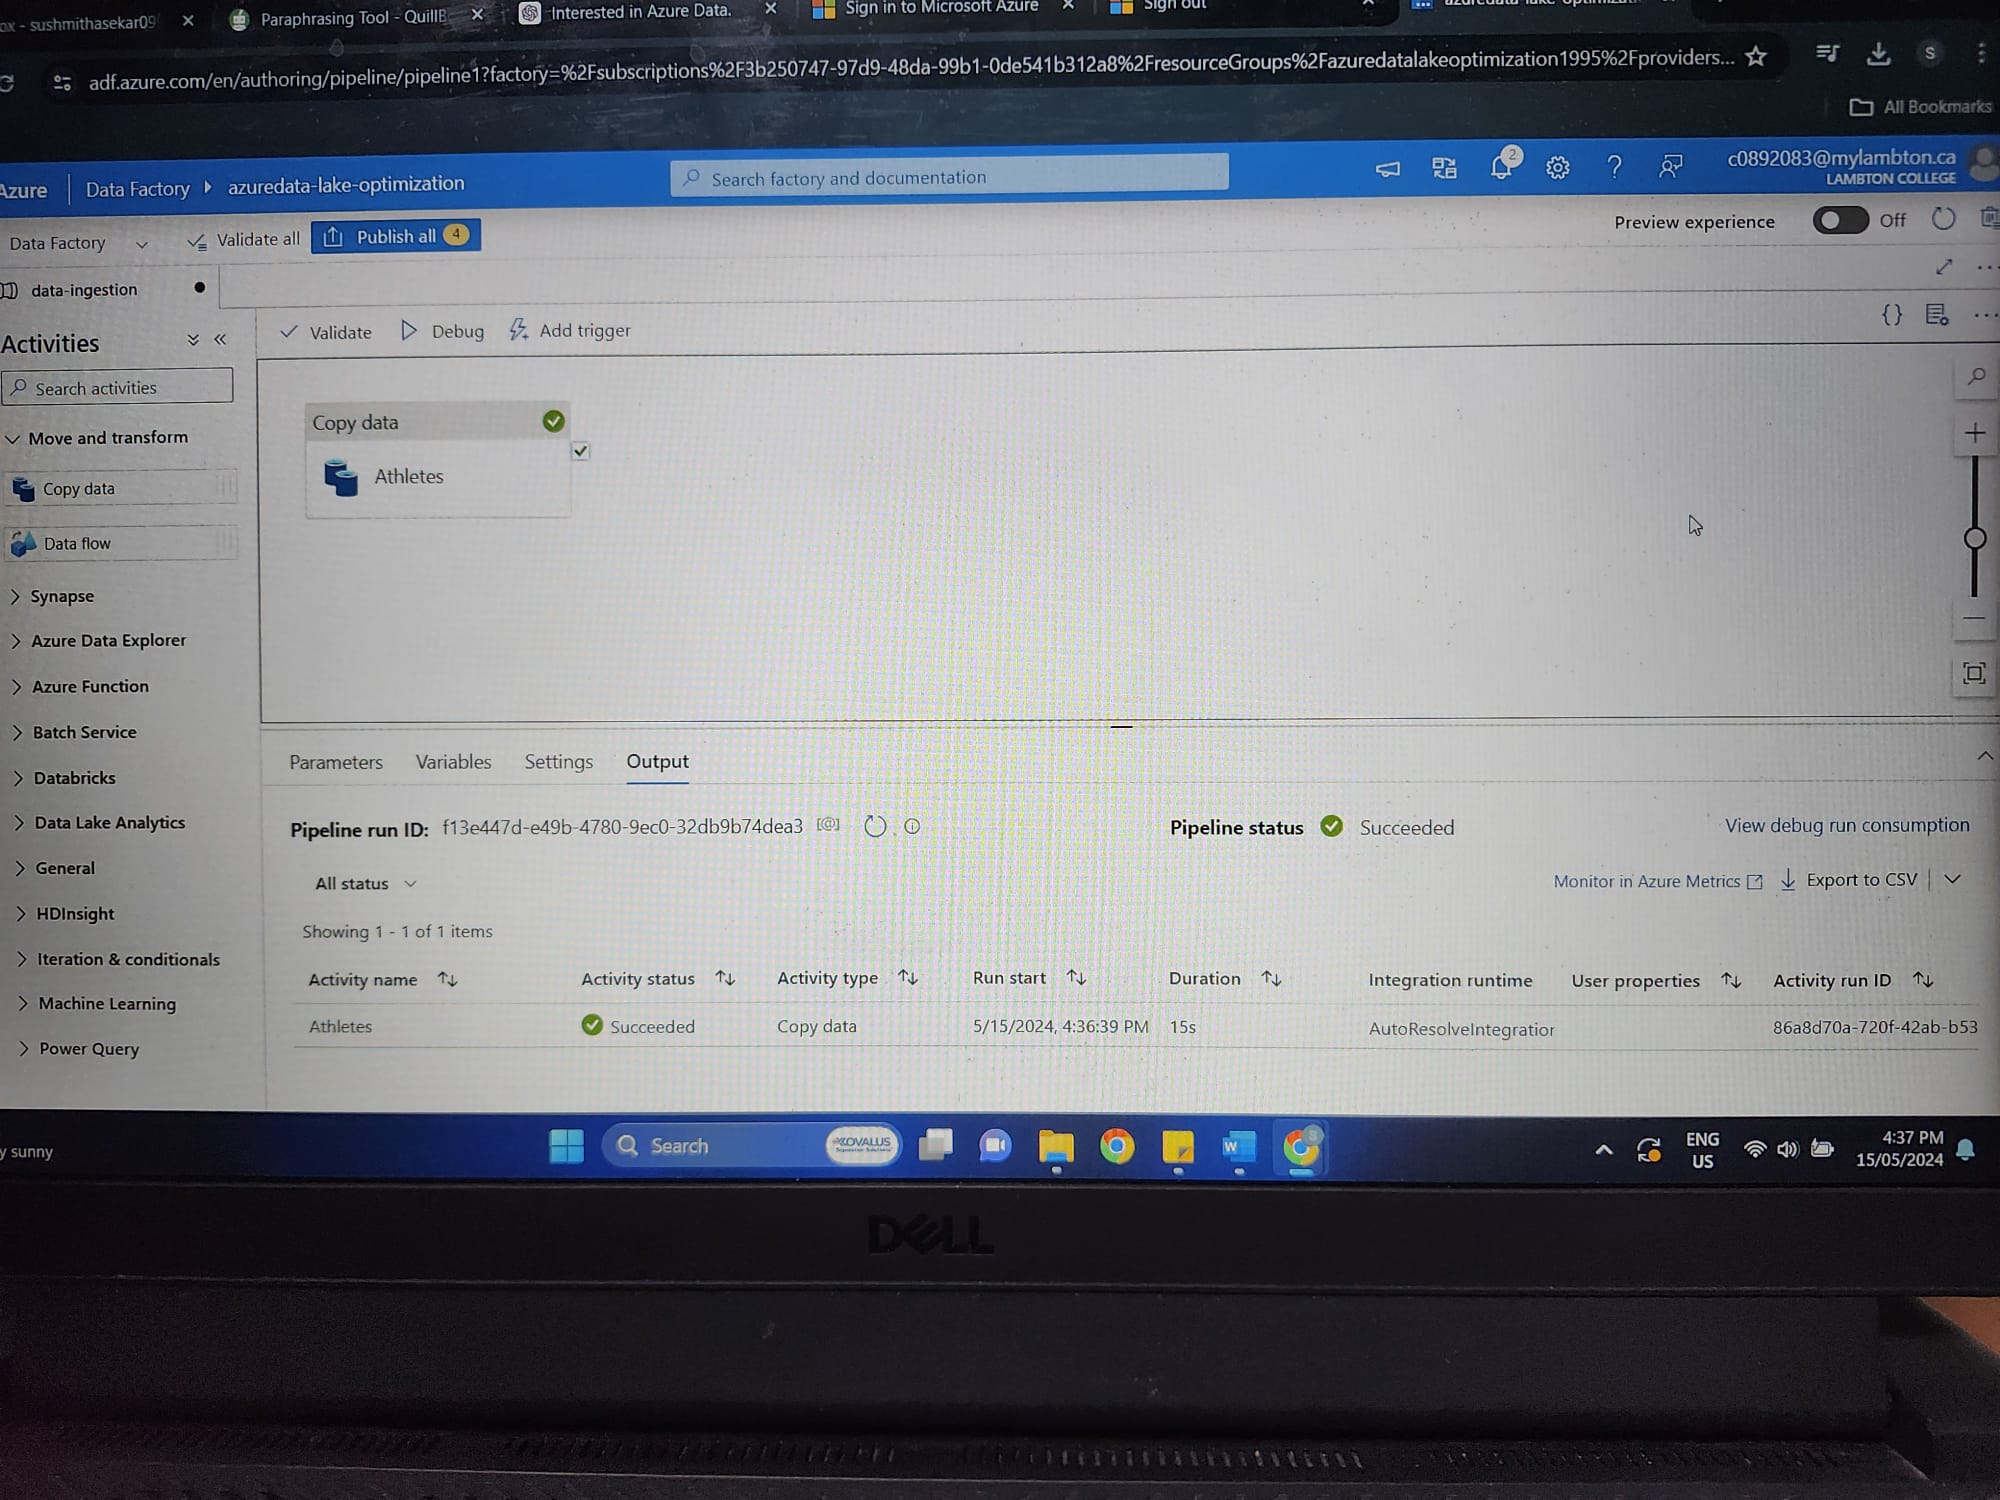 ox - sushmithasekar09
Paraphrasing Tool - QuillB
Interested in Azure Data.
Sign in to Microsoft Azure
Sign out
adf.azure.com/en/authoring/pipeline/pipeline1?factory=%2Fsubscriptions%2F3b250747-97d9-48da-99b1-0de541b312a8%2FresourceGroups%2Fazuredatalakeoptimization1995%2Fproviders...
S
All Bookmarks
Azure
Data Factory
azuredata-lake-optimization
Search factory and documentation
2
c0892083@mylambton.ca
LAMBTON COLLEGE
Data Factory
Validate all
Publish all 4
Preview experience
Off
data-ingestion
Activities
Validate
Debug
Add trigger
{}
Search activities
Move and transform
Copy data
Data flow
Synapse
Azure Data Explorer
Azure Function
Batch Service
Databricks
Data Lake Analytics
General
HDInsight
Iteration & conditionals
Machine Learning
Power Query
Copy data
Athletes
Parameters Variables Settings Output
Pipeline run ID: f13e447d-e49b-4780-9ec0-32db9b74dea3 [@]
Pipeline status Succeeded
View debug run consumption
All status
Monitor in Azure Metrics
Export to CSV
Showing 1 - 1 of 1 items
Activity name Activity status Activity type Run start Duration Integration runtime User properties Activity run ID
Athletes Succeeded Copy data 5/15/2024, 4:36:39 PM 15s AutoResolveIntegration 86a8d70a-720f-42ab-b53
y sunny
Search
KOVALUS
W
S
ENG
US
4:37 PM
15/05/2024
DELL